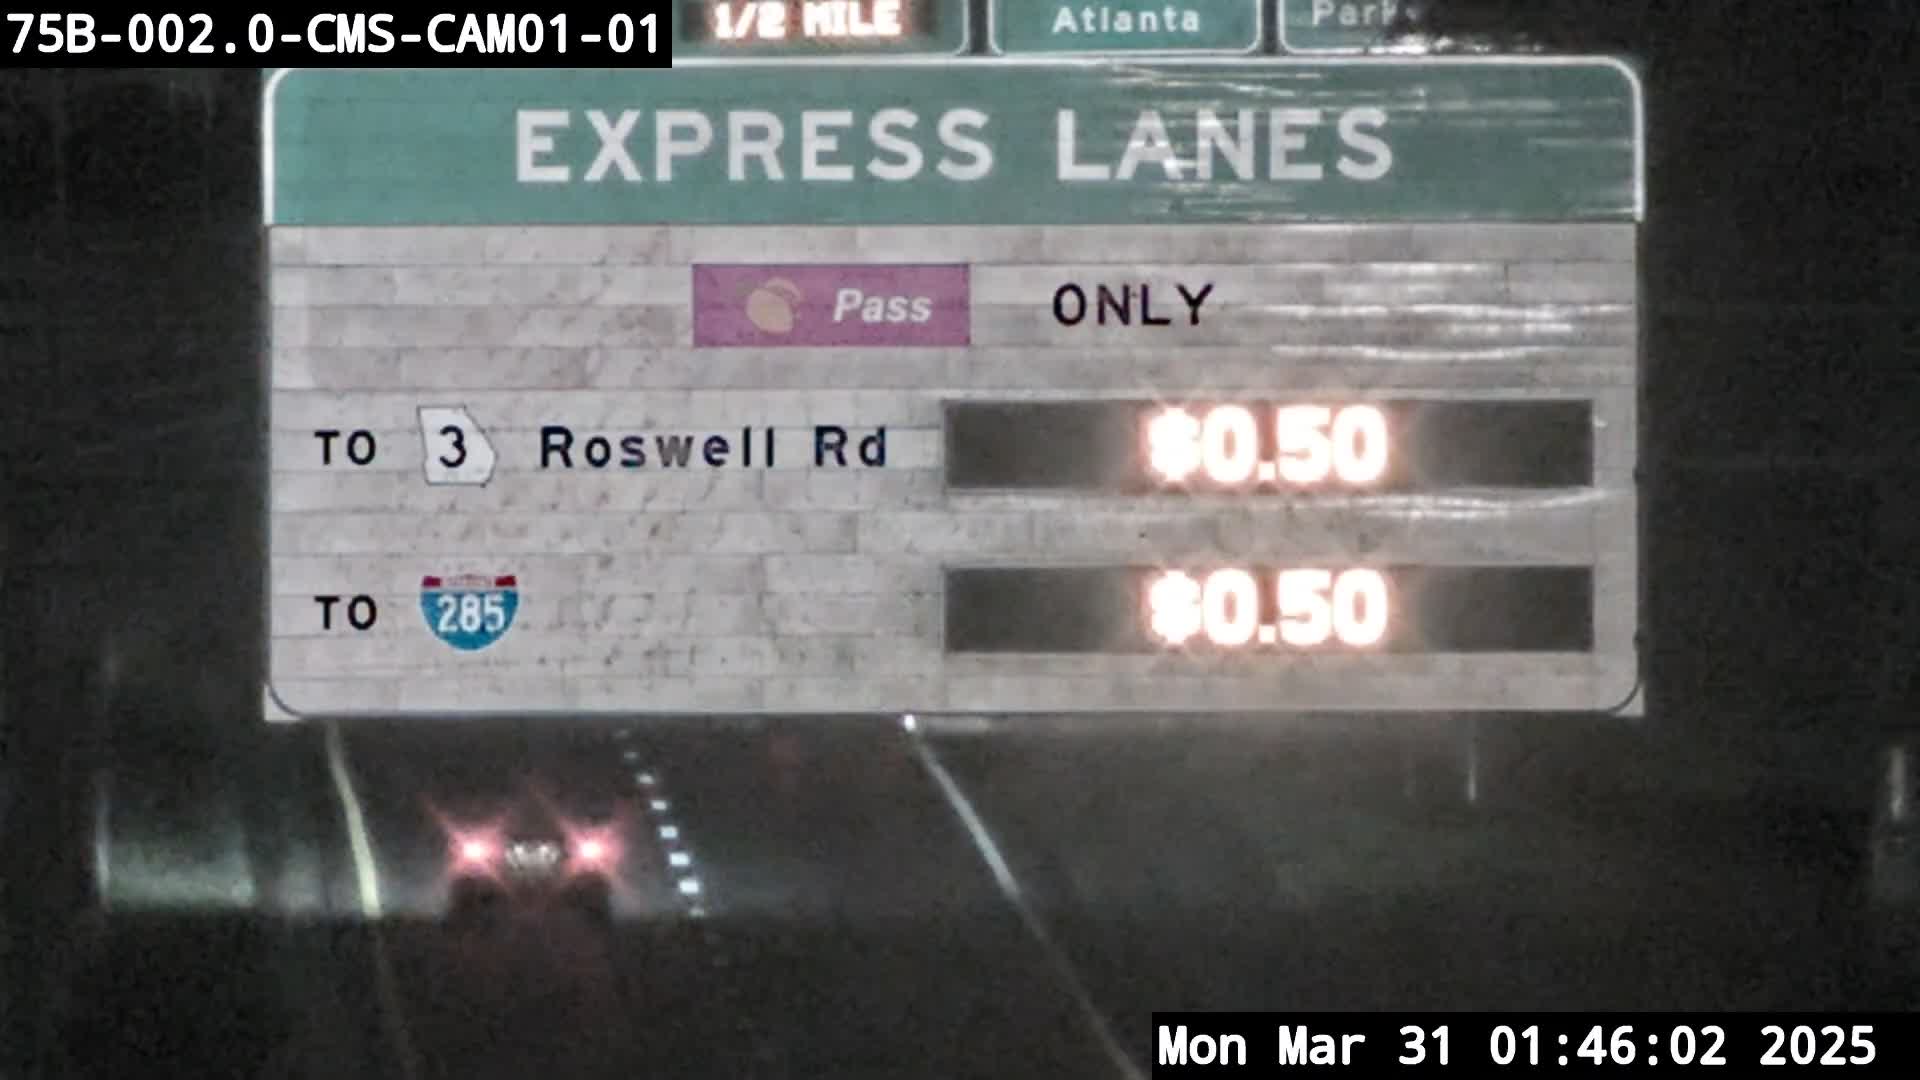 75B-002.0-CMS-CAM01-01
1/2 MILE
Atlanta
Park
EXPRESS LANES
Pass ONLY
TO 3 Roswell Rd $0.50
TO 285 $0.50
Mon Mar 31 01:46:02 2025